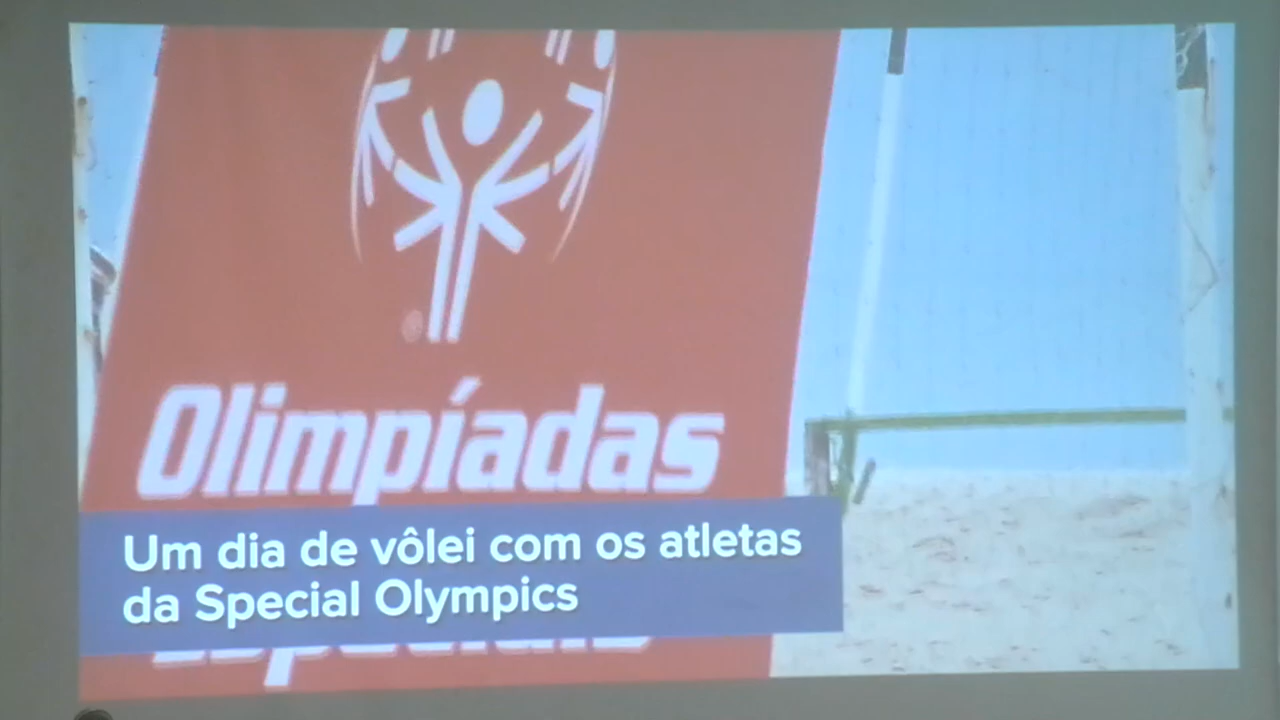 Olimpíadas
Um dia de vôlei com os atletas
da Special Olympics